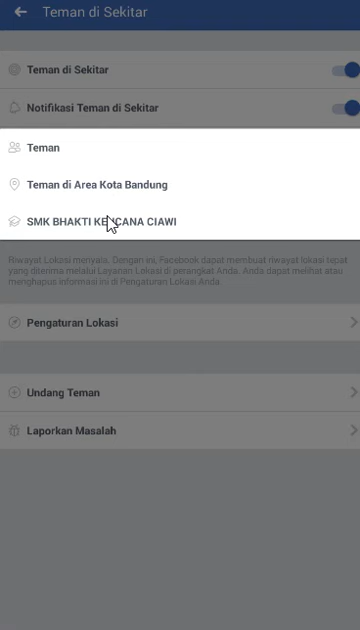 Teman di Sekitar
Teman di Sekitar
Notifikasi Teman di Sekitar
Teman
Teman di Area Kota Bandung
SMK BHAKTI KENCANA CIAWI
Riwayat Lokasi menyala. Dengan ini, Facebook dapat membuat riwayat lokasi tepat
yang diterima melalui Layanan Lokasi di perangkat Anda. Anda dapat melihat atau
menghapus informasi ini di Pengaturan Lokasi Anda
Pengaturan Lokasi
Undang Teman
Laporkan Masalah